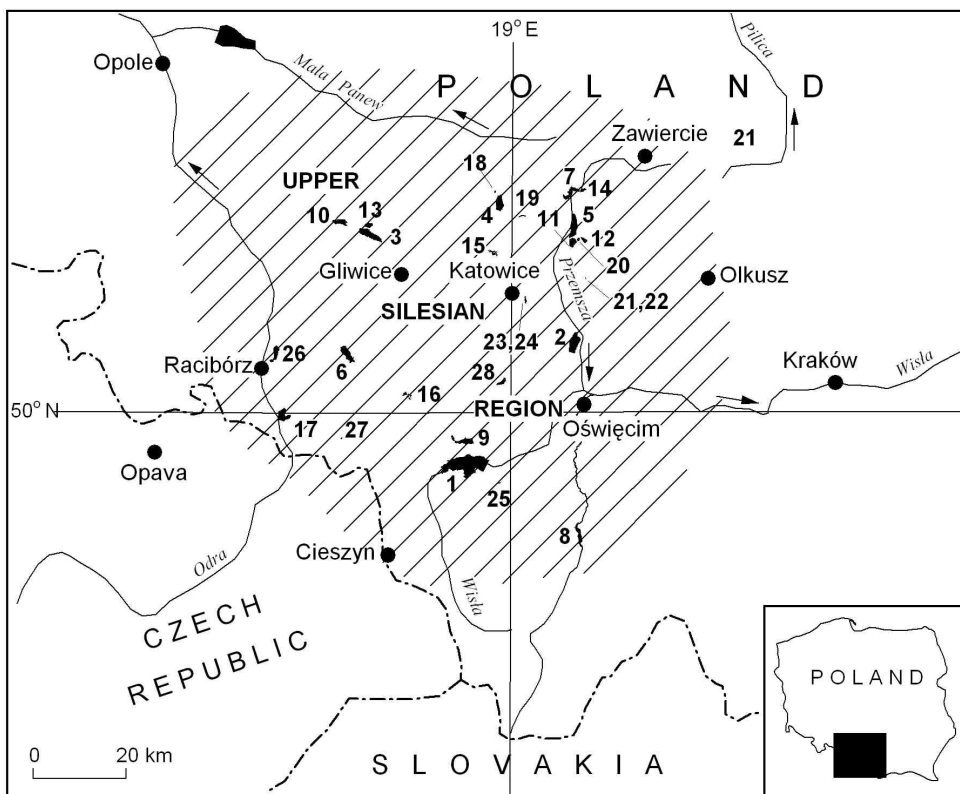 19° E
Opole
Mała Panew
P O L A N D
Pilica
Zawiercie
21
18
7
14
UPPER
10
13
3
4
19
11
5
12
15
20
Gliwice
Katowice
Przemsza
Olkusz
21,22
SILESIAN
23,24
2
Racibórz
26
6
28
Kraków
Wisła
16
REGION
50° N
17
27
9
Oświęcim
Opava
1
25
8
Cieszyn
Odra
Wisła
CZECH
REPUBLIC
POLAND
0 20 km
SLOVAKIA